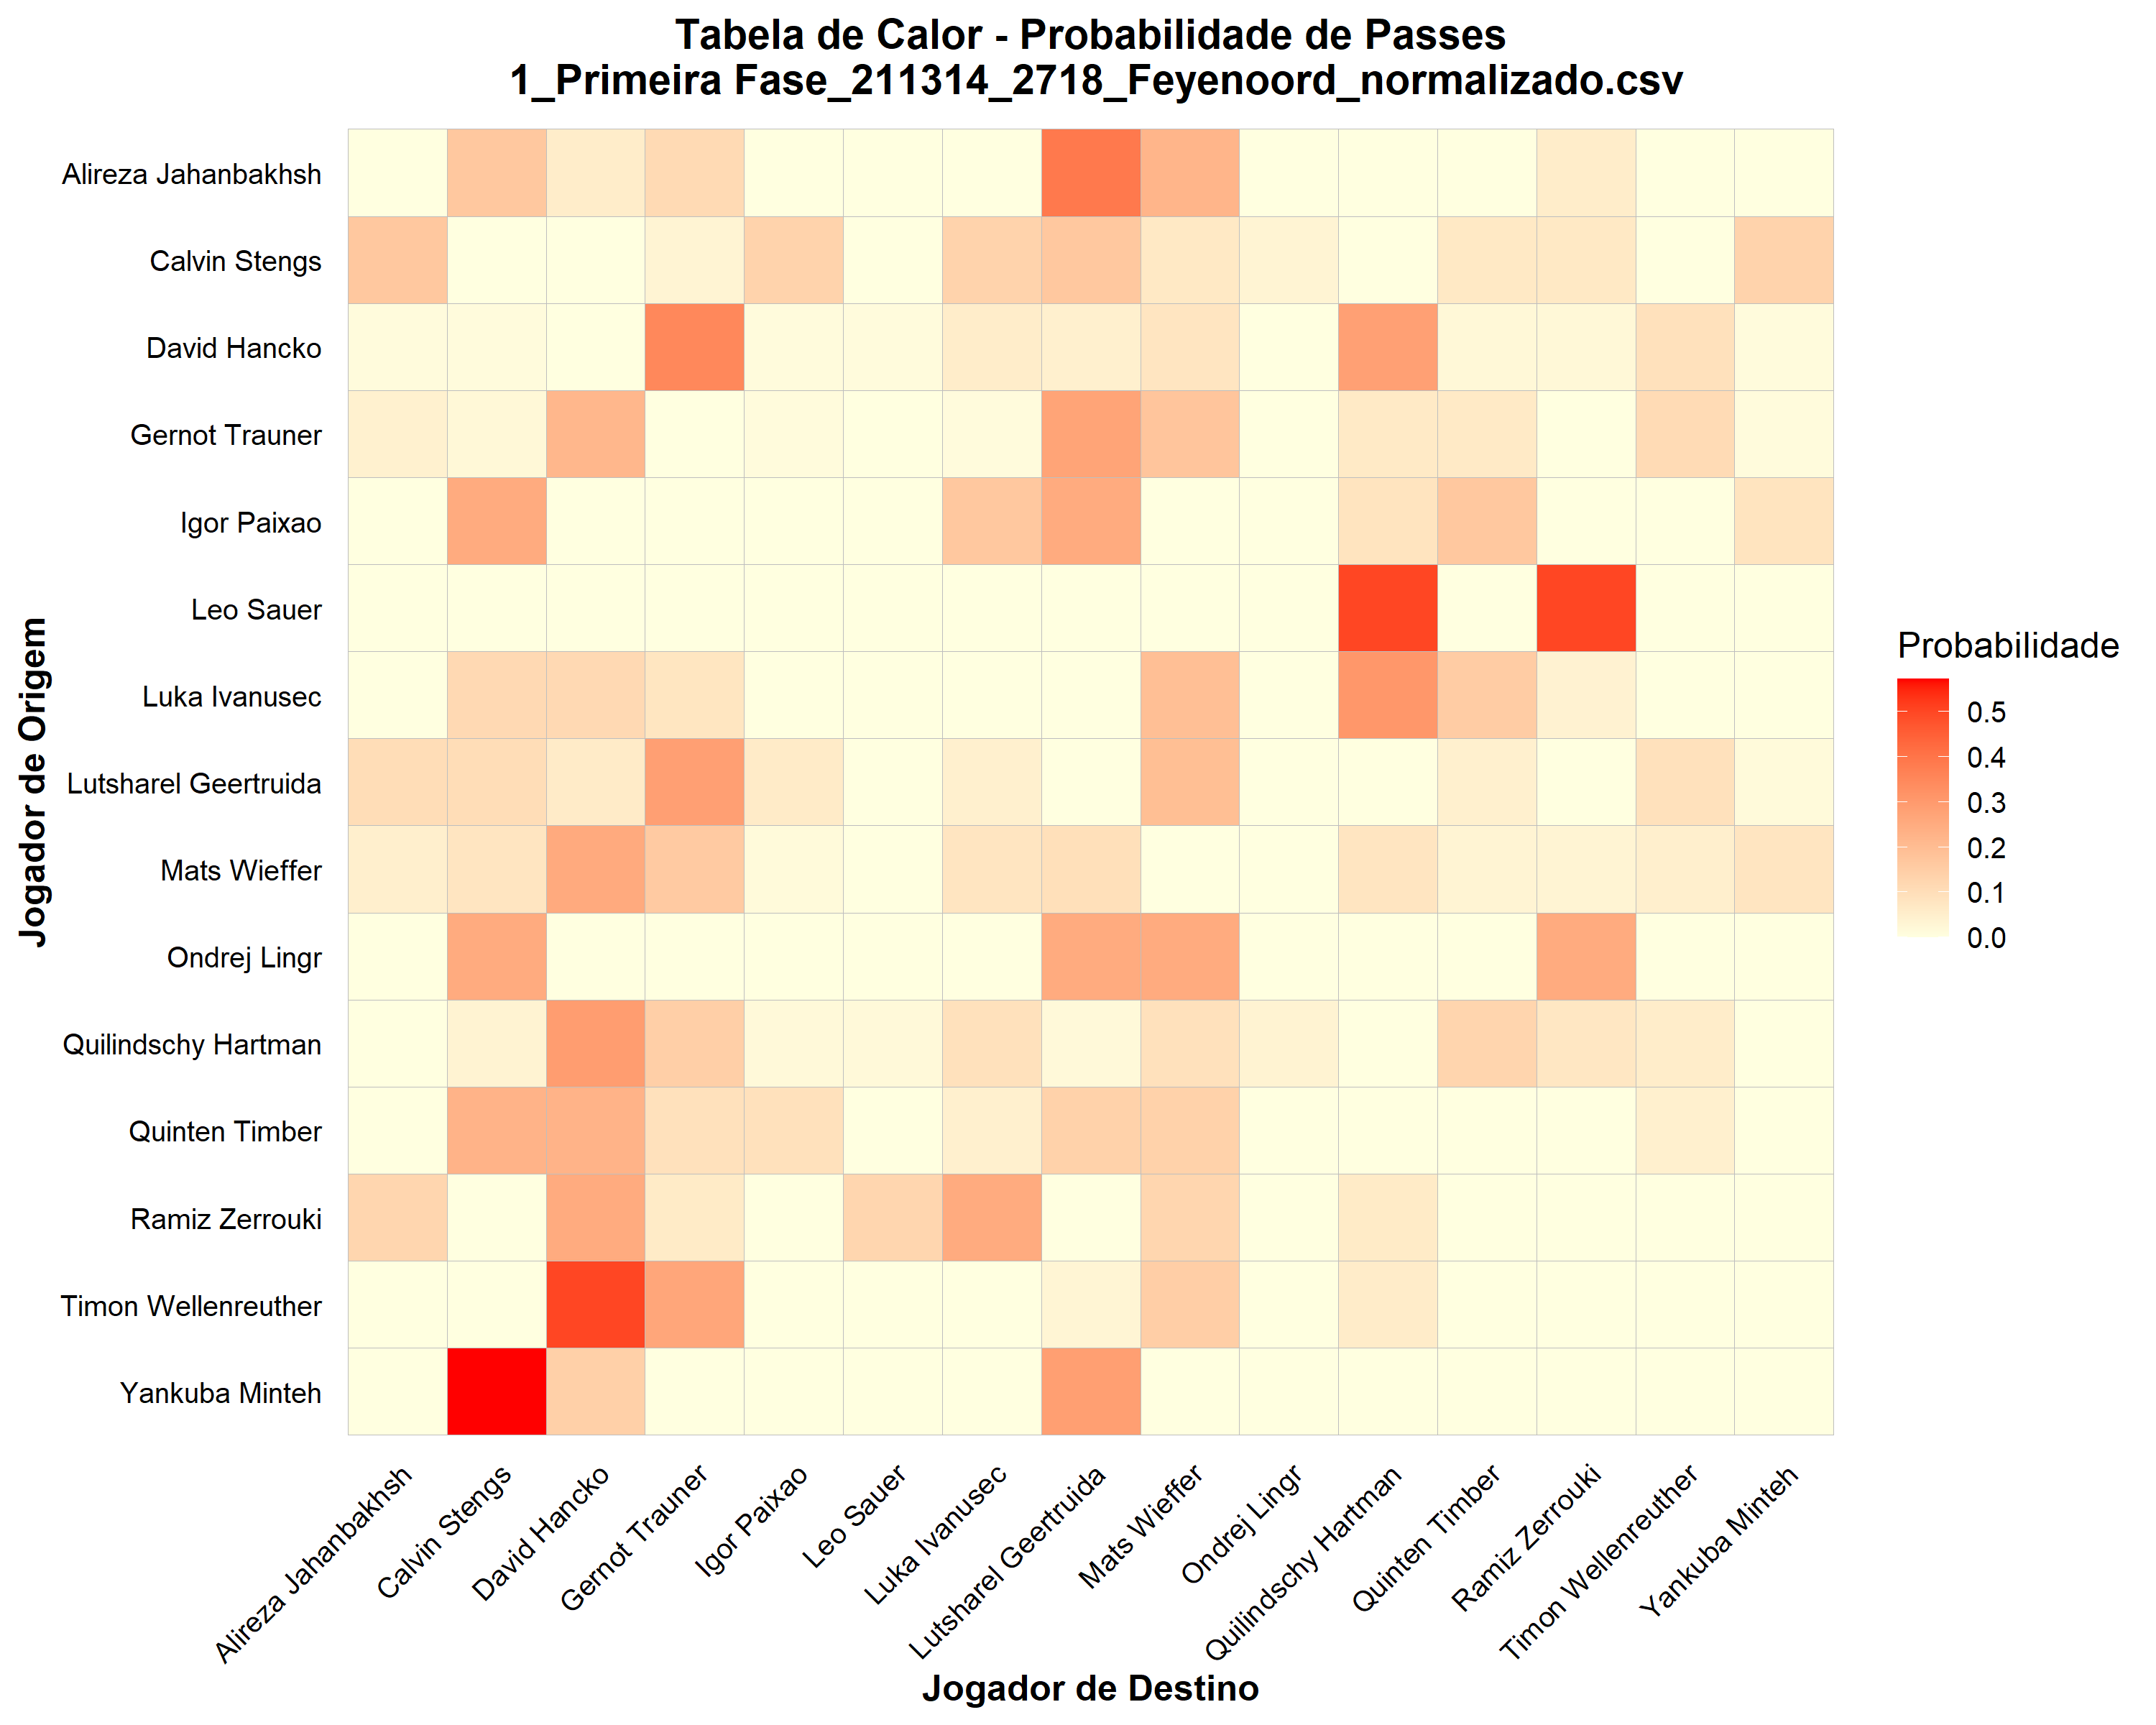 Tabela de Calor - Probabilidade de Passes
1_Primeira Fase_211314_2718_Feyenoord_normalizado.csv
Jogador de Origem
Alireza Jahanbakhsh
Calvin Stengs
David Hancko
Gernot Trauner
Igor Paixao
Leo Sauer
Luka Ivanusec
Lutsharel Geertruida
Mats Wieffer
Ondrej Lingr
Quilindschy Hartman
Quinten Timber
Ramiz Zerrouki
Timon Wellenreuther
Yankuba Minteh
Alireza Jahanbakhsh
Calvin Stengs
David Hancko
Gernot Trauner
Igor Paixao
Leo Sauer
Luka Ivanusec
Lutsharel Geertruida
Mats Wieffer
Ondrej Lingr
Quilindschy Hartman
Quinten Timber
Ramiz Zerrouki
Timon Wellenreuther
Yankuba Minteh
Jogador de Destino
Probabilidade
0.5
0.4
0.3
0.2
0.1
0.0